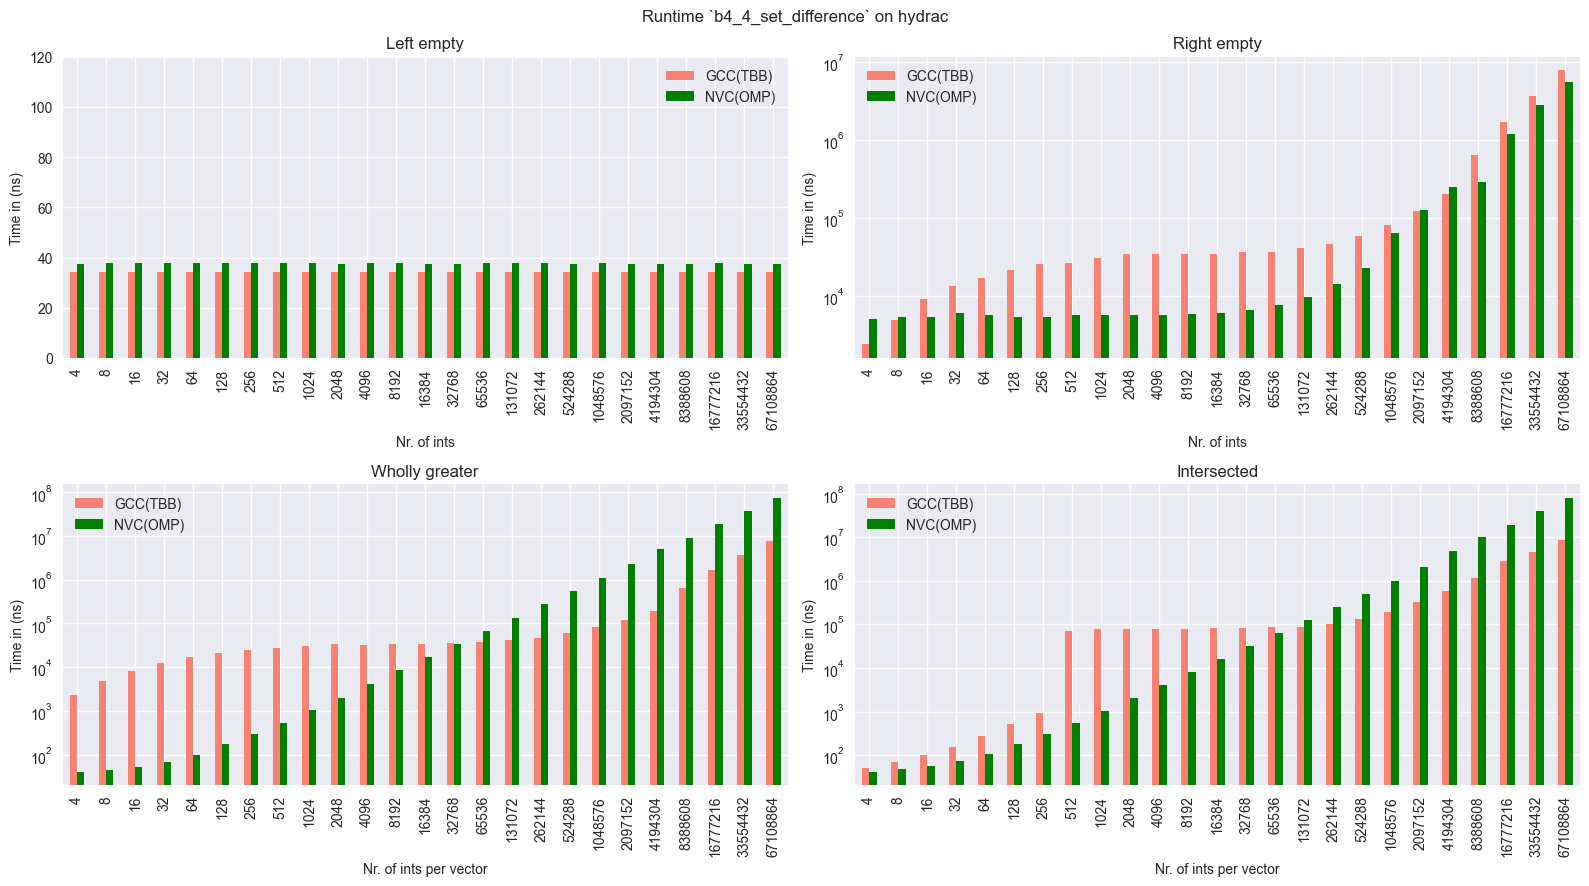 Runtime `b4_4_set_difference` on hydrac
Left empty
GCC(TBB)
NVC(OMP)
Time in (ns)
120
100
80
60
40
20
0
4 8 16 32 64 128 256 512 1024 2048 4096 8192 16384 32768 65536 131072 262144 524288 1048576 2097152 4194304 8388608 16777216 33554432 67108864
Nr. of ints
Right empty
GCC(TBB)
NVC(OMP)
Time in (ns)
10^7
10^6
10^5
10^4
4 8 16 32 64 128 256 512 1024 2048 4096 8192 16384 32768 65536 131072 262144 524288 1048576 2097152 4194304 8388608 16777216 33554432 67108864
Nr. of ints
Wholly greater
GCC(TBB)
NVC(OMP)
Time in (ns)
10^8
10^7
10^6
10^5
10^4
10^3
10^2
4 8 16 32 64 128 256 512 1024 2048 4096 8192 16384 32768 65536 131072 262144 524288 1048576 2097152 4194304 8388608 16777216 33554432 67108864
Nr. of ints per vector
Intersected
GCC(TBB)
NVC(OMP)
Time in (ns)
10^8
10^7
10^6
10^5
10^4
10^3
10^2
4 8 16 32 64 128 256 512 1024 2048 4096 8192 16384 32768 65536 131072 262144 524288 1048576 2097152 4194304 8388608 16777216 33554432 67108864
Nr. of ints per vector